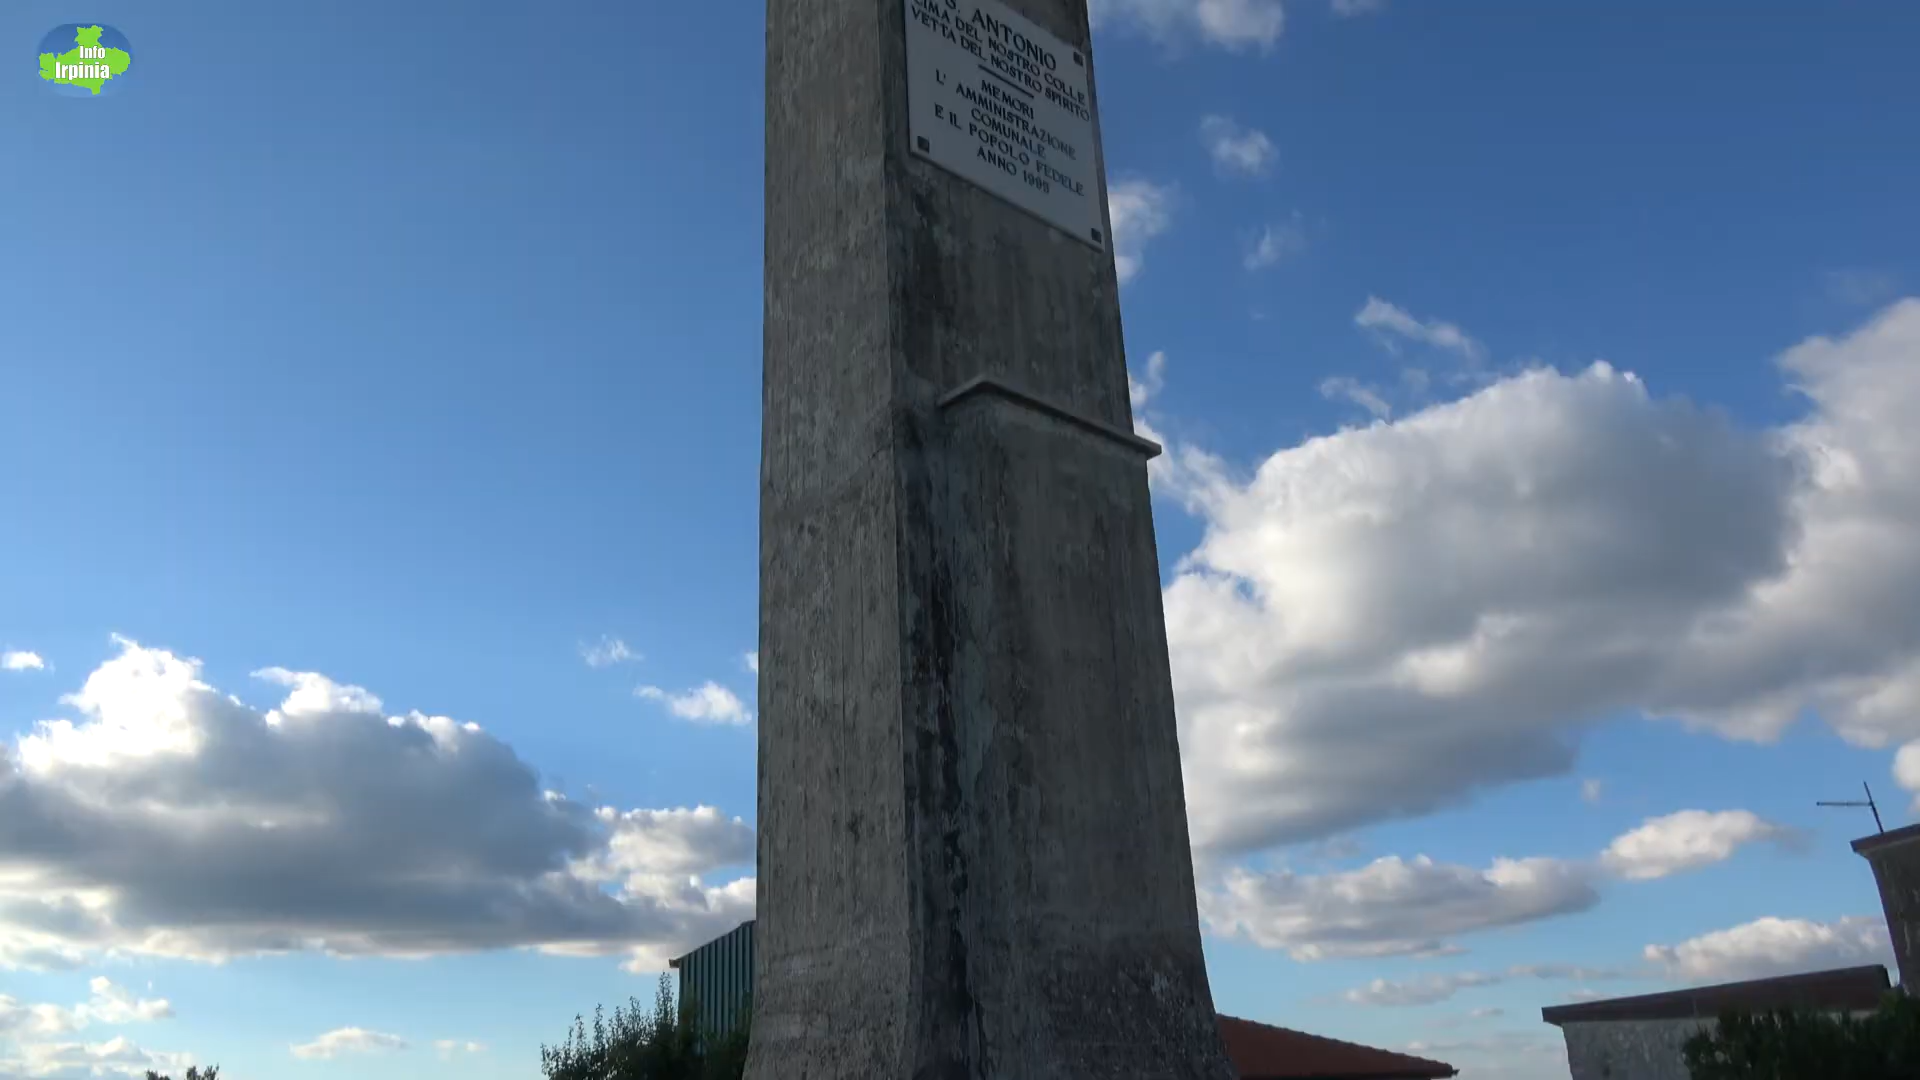 Info
Irpinia
S. ANTONIO
CIMA DEL NOSTRO COLLE
VETTA DEL NOSTRO SPIRITO
MEMORI
L' AMMINISTRAZIONE
COMUNALE
E IL POPOLO FEDELE
ANNO